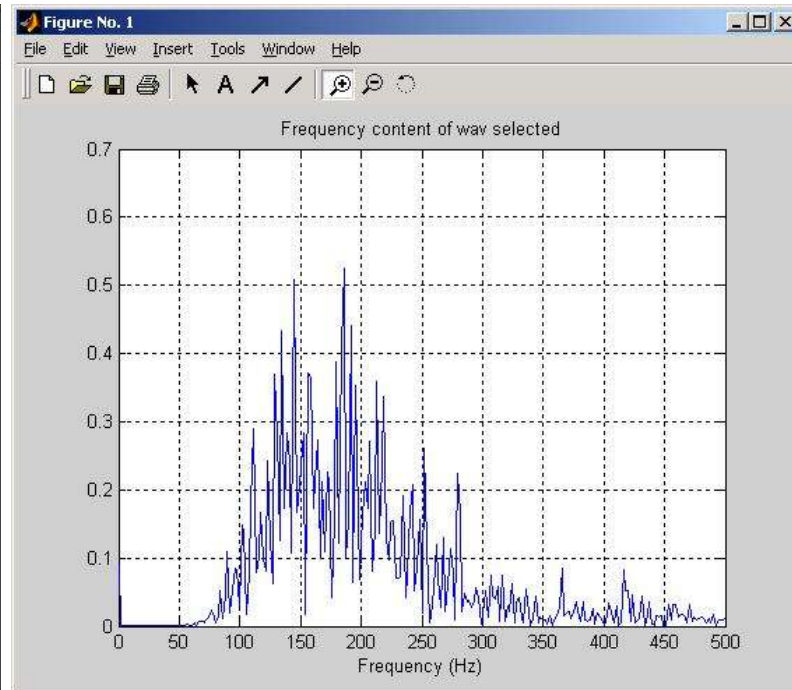 Figure No. 1
File Edit View Insert Tools Window Help
A
Frequency content of wav selected
0.7
0.6
0.5
0.4
0.3
0.2
0.1
0
0 50 100 150 200 250 300 350 400 450 500
Frequency (Hz)